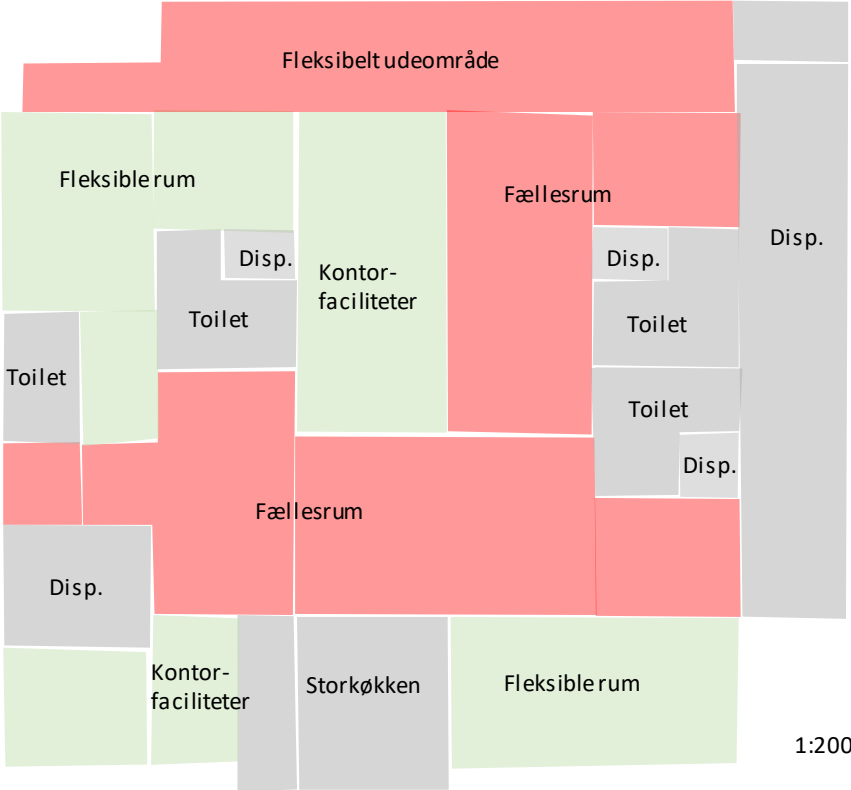 Fleksibelt udeområde
Fleksible rum
Fællesrum
Disp.
Disp.
Disp.
Kontor-
faciliteter
Toilet
Toilet
Toilet
Toilet
Disp.
Fællesrum
Disp.
Kontor-
faciliteter
Storkøkken
Fleksible rum
1:200